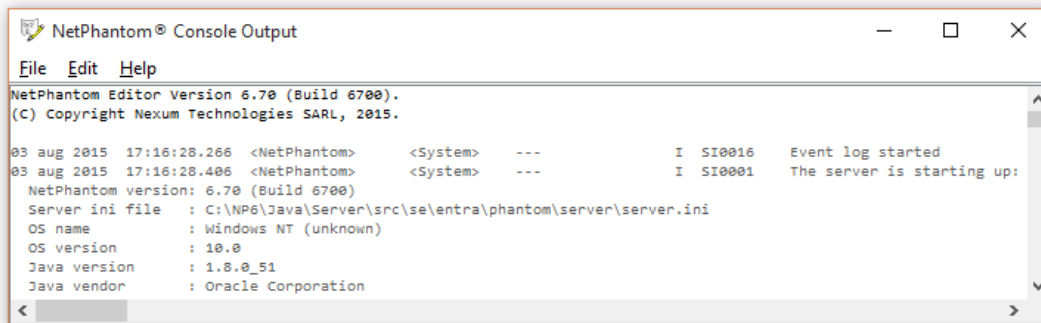 NetPhantom® Console Output
File Edit Help
NetPhantom Editor Version 6.70 (Build 6700).
(C) Copyright Nexum Technologies SARL, 2015.
03 aug 2015 17:16:28.266 <NetPhantom> <System> --- I SI0016 Event log started
03 aug 2015 17:16:28.406 <NetPhantom> <System> --- I SI0001 The server is starting up:
NetPhantom version: 6.70 (Build 6700)
Server ini file : C:\NP6\Java\Server\src\se\entra\phantom\server\server.ini
OS name : Windows NT (unknown)
OS version : 10.0
Java version : 1.8.0_51
Java vendor : Oracle Corporation